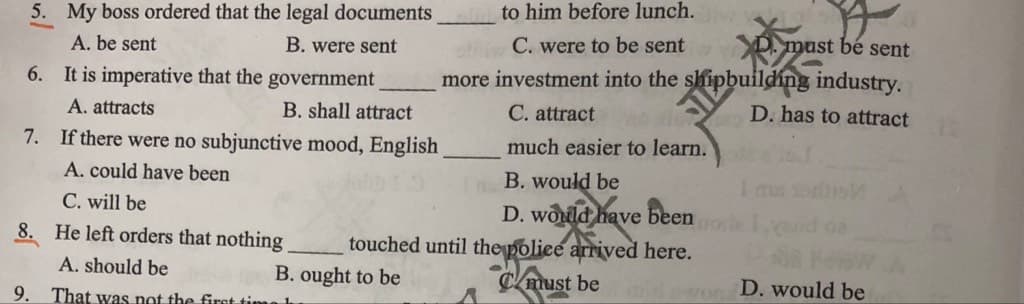 5. My boss ordered that the legal documents _____ to him before lunch.
A. be sent B. were sent C. were to be sent D. must be sent
6. It is imperative that the government _____ more investment into the shipbuilding industry.
A. attracts B. shall attract C. attract D. has to attract
7. If there were no subjunctive mood, English _____ much easier to learn.
A. could have been B. would be
C. will be D. would have been
8. He left orders that nothing _____ touched until the police arrived here.
A. should be B. ought to be C. must be D. would be
9. That was not the first time